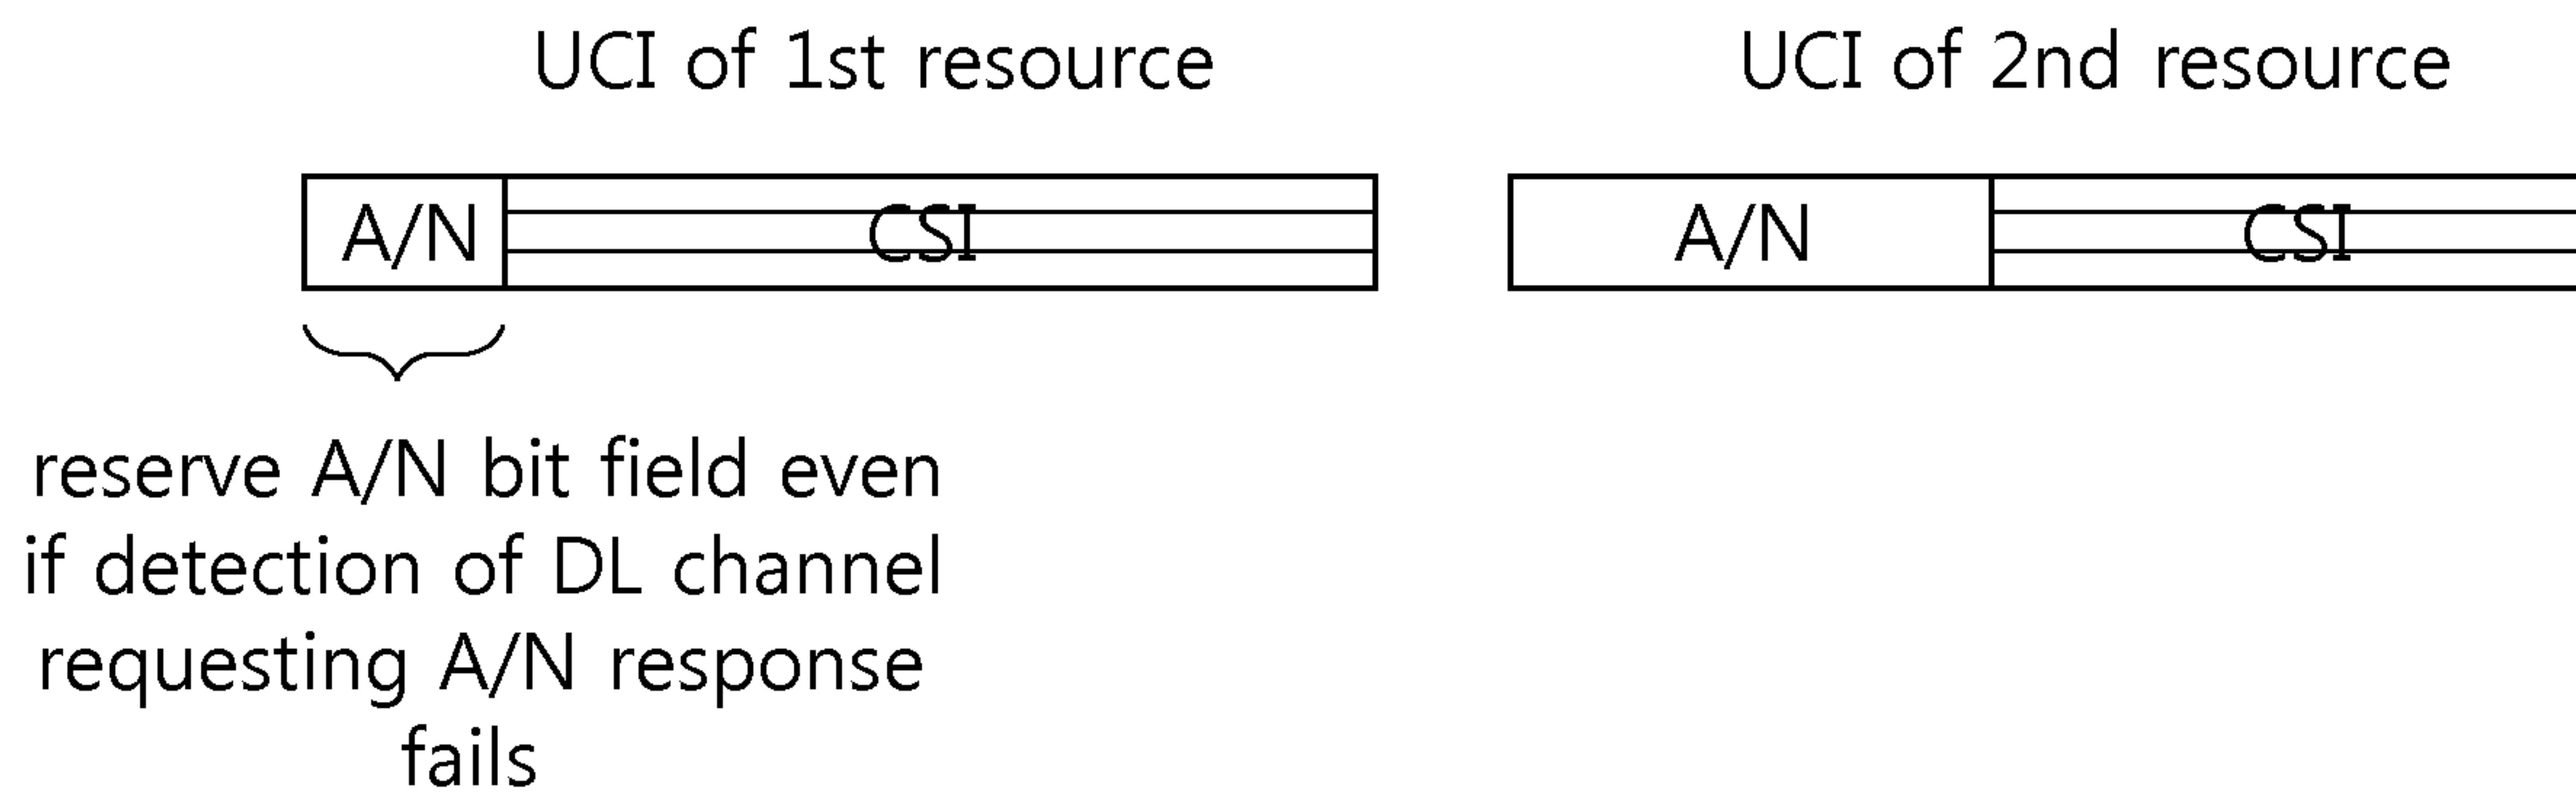 UCI of 1st resource
UCI of 2nd resource
A/N
CSI
A/N
CSI
reserve A/N bit field even
if detection of DL channel
requesting A/N response
fails